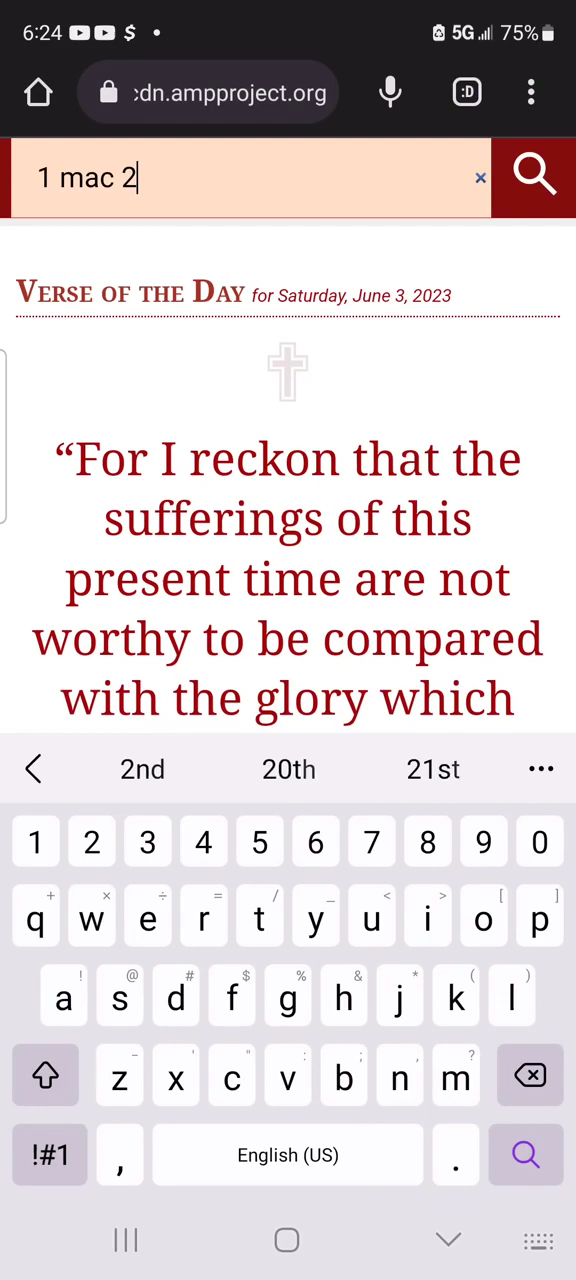 6:24 $ • 5G 75%
:dn.ampproject.org :D
1 mac 2 ×
VERSE OF THE DAY for Saturday, June 3, 2023
“For I reckon that the
sufferings of this
present time are not
worthy to be compared
with the glory which
2nd 20th 21st •••
1 2 3 4 5 6 7 8 9 0
+ × ÷ = / _ < > [ ]
q w e r t y u i o p
! @ # $ % & * ( )
a s d f g h j k l
- ' " : ; , ?
z x c v b n m
!#1 , English (US) .